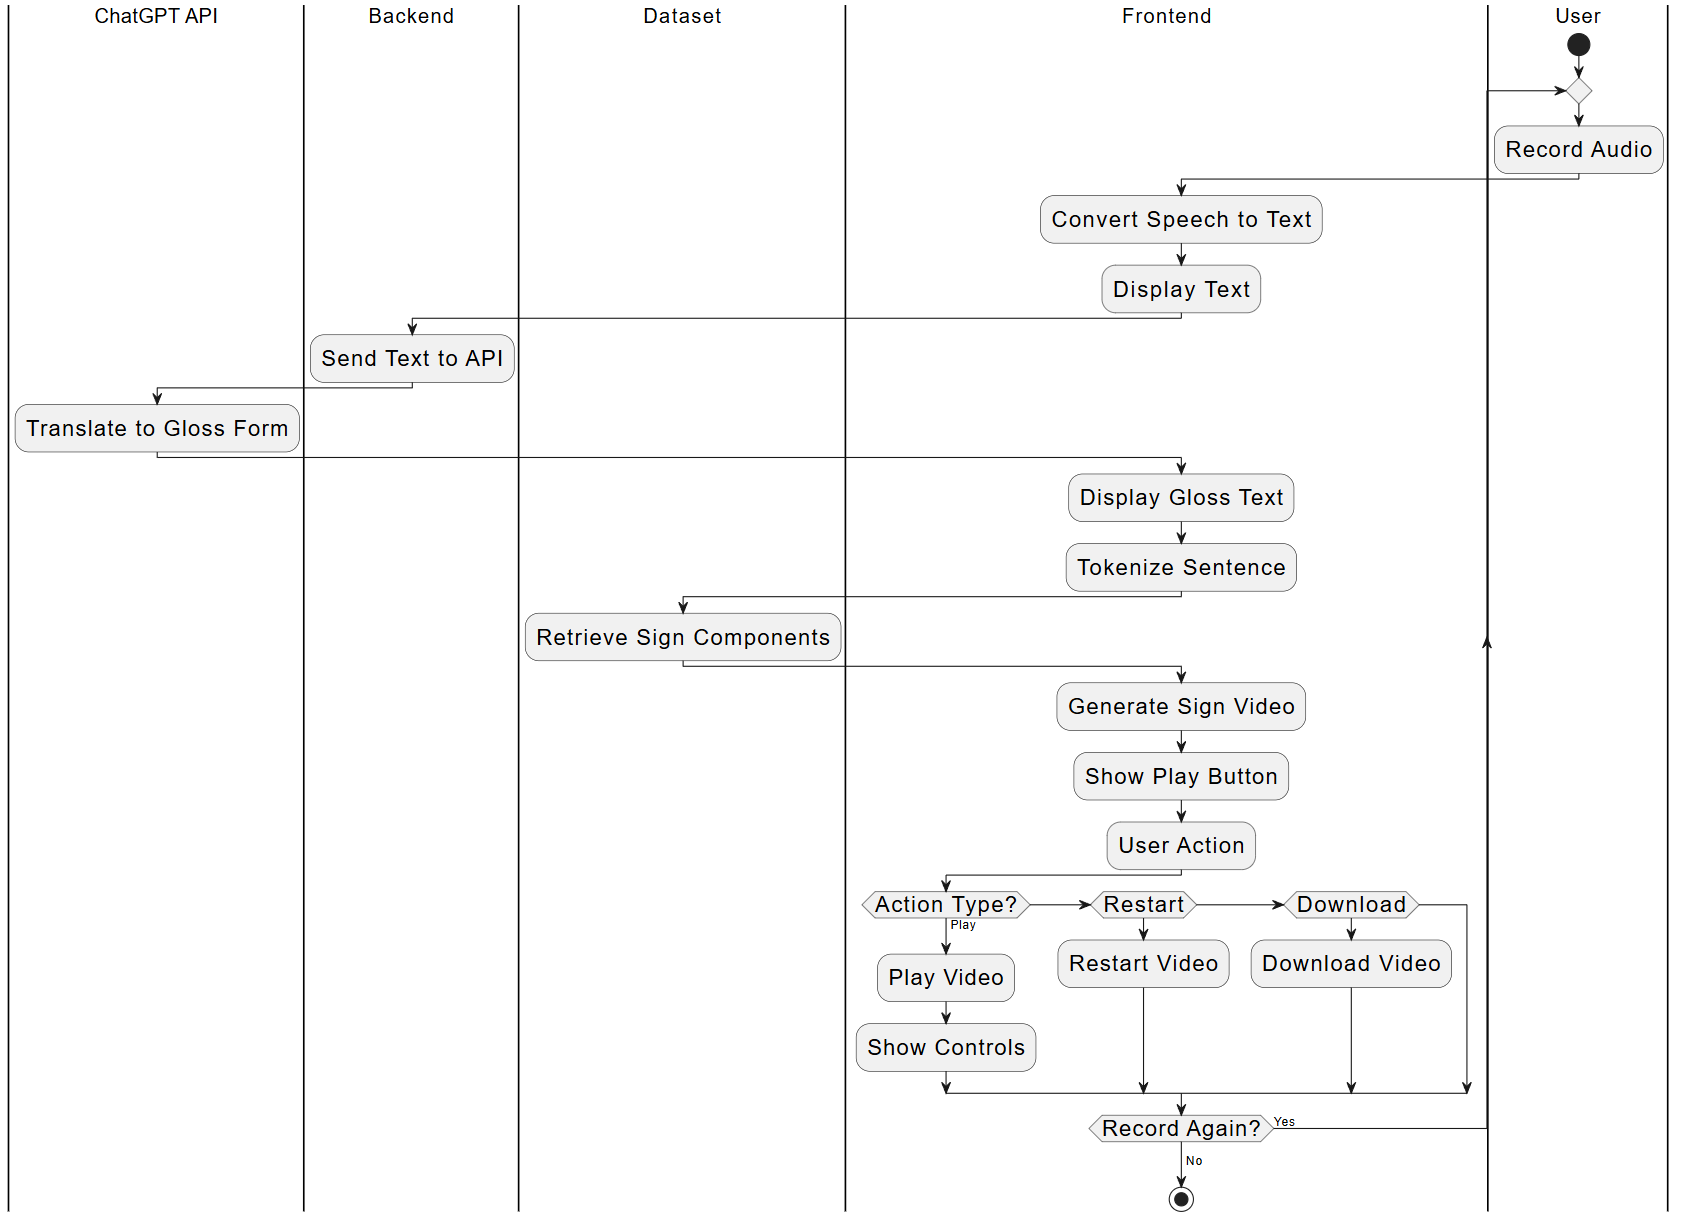 ChatGPT API
Backend
Dataset
Frontend
User
Record Audio
Convert Speech to Text
Display Text
Send Text to API
Translate to Gloss Form
Display Gloss Text
Tokenize Sentence
Retrieve Sign Components
Generate Sign Video
Show Play Button
User Action
Action Type?
Restart
Download
Play
Play Video
Restart Video
Download Video
Show Controls
Record Again?
Yes
No